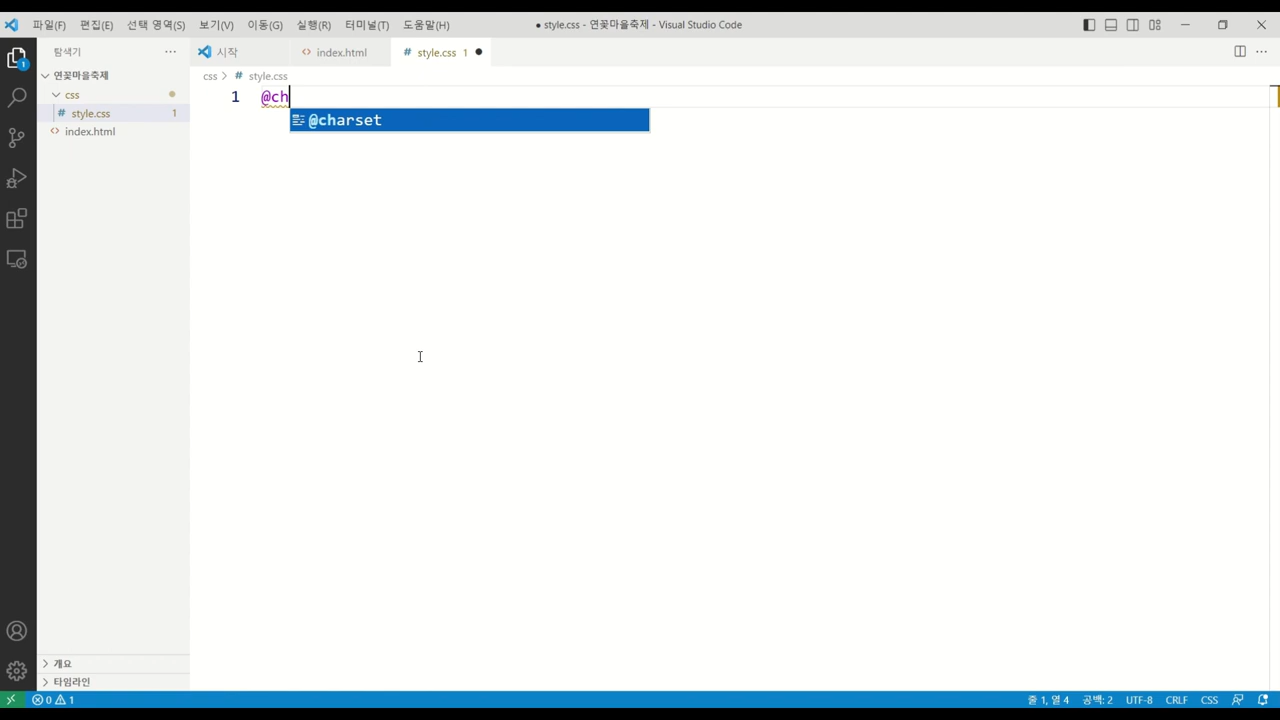 파일(F) 편집(E) 선택 영역(S) 보기(V) 이동(G) 실행(R) 터미널(T) 도움말(H) ● style.css - 연꽃마을축제 - Visual Studio Code
탐색기 ···
시작 index.html # style.css 1 ●
연꽃마을축제
css > # style.css
css
1 @ch
# style.css 1
@charset
index.html
1
개요
타임라인
0 1 줄 1, 열 4 공백: 2 UTF-8 CRLF CSS